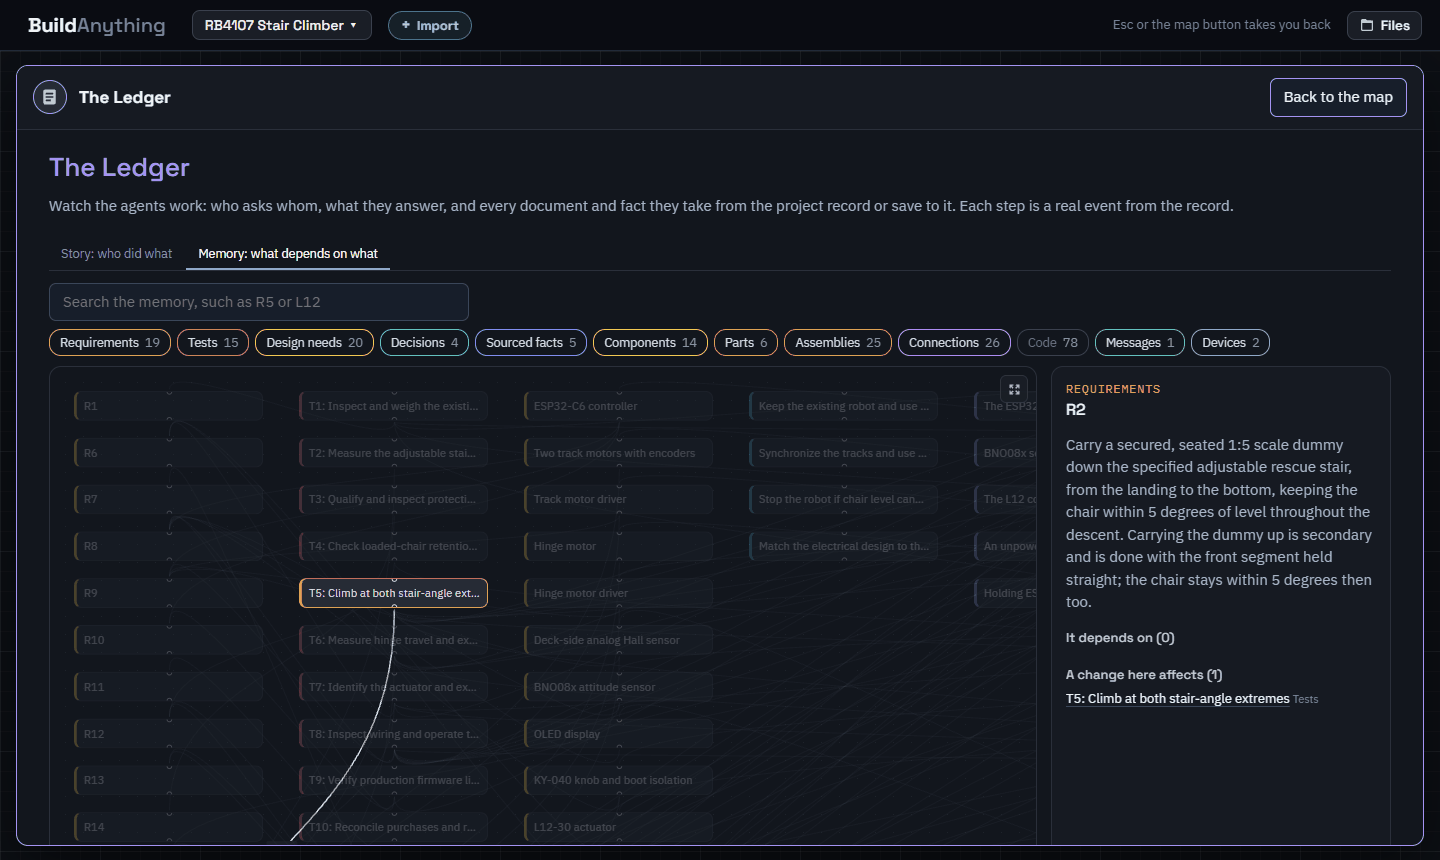 BuildAnything
RB4107 Stair Climber ▾
+ Import
Esc or the map button takes you back
Files
The Ledger
Back to the map
The Ledger
Watch the agents work: who asks whom, what they answer, and every document and fact they take from the project record or save to it. Each step is a real event from the record.
Story: who did what
Memory: what depends on what
Search the memory, such as R5 or L12
Requirements 19
Tests 15
Design needs 20
Decisions 4
Sourced facts 5
Components 14
Parts 6
Assemblies 25
Connections 26
Code 78
Messages 1
Devices 2
R1
R6
R7
R8
R9
R10
R11
R12
R13
R14
T1: Inspect and weigh the existi...
T2: Measure the adjustable stai...
T3: Qualify and inspect protecti...
T4: Check loaded-chair retentio...
T5: Climb at both stair-angle ext...
T6: Measure hinge travel and ex...
T7: Identify the actuator and ex...
T8: Inspect wiring and operate t...
T9: Verify production firmware li...
T10: Reconcile purchases and r...
ESP32-C6 controller
Two track motors with encoders
Track motor driver
Hinge motor
Hinge motor driver
Deck-side analog Hall sensor
BNO08x attitude sensor
OLED display
KY-040 knob and boot isolation
L12-30 actuator
Keep the existing robot and use ...
Synchronize the tracks and use ...
Stop the robot if chair level can...
Match the electrical design to th...
The ESP32
BNO08x s
The L12 co
An unpow
Holding ES
REQUIREMENTS
R2
Carry a secured, seated 1:5 scale dummy
down the specified adjustable rescue stair,
from the landing to the bottom, keeping the
chair within 5 degrees of level throughout the
descent. Carrying the dummy up is secondary
and is done with the front segment held
straight; the chair stays within 5 degrees then
too.
It depends on (0)
A change here affects (1)
T5: Climb at both stair-angle extremes Tests